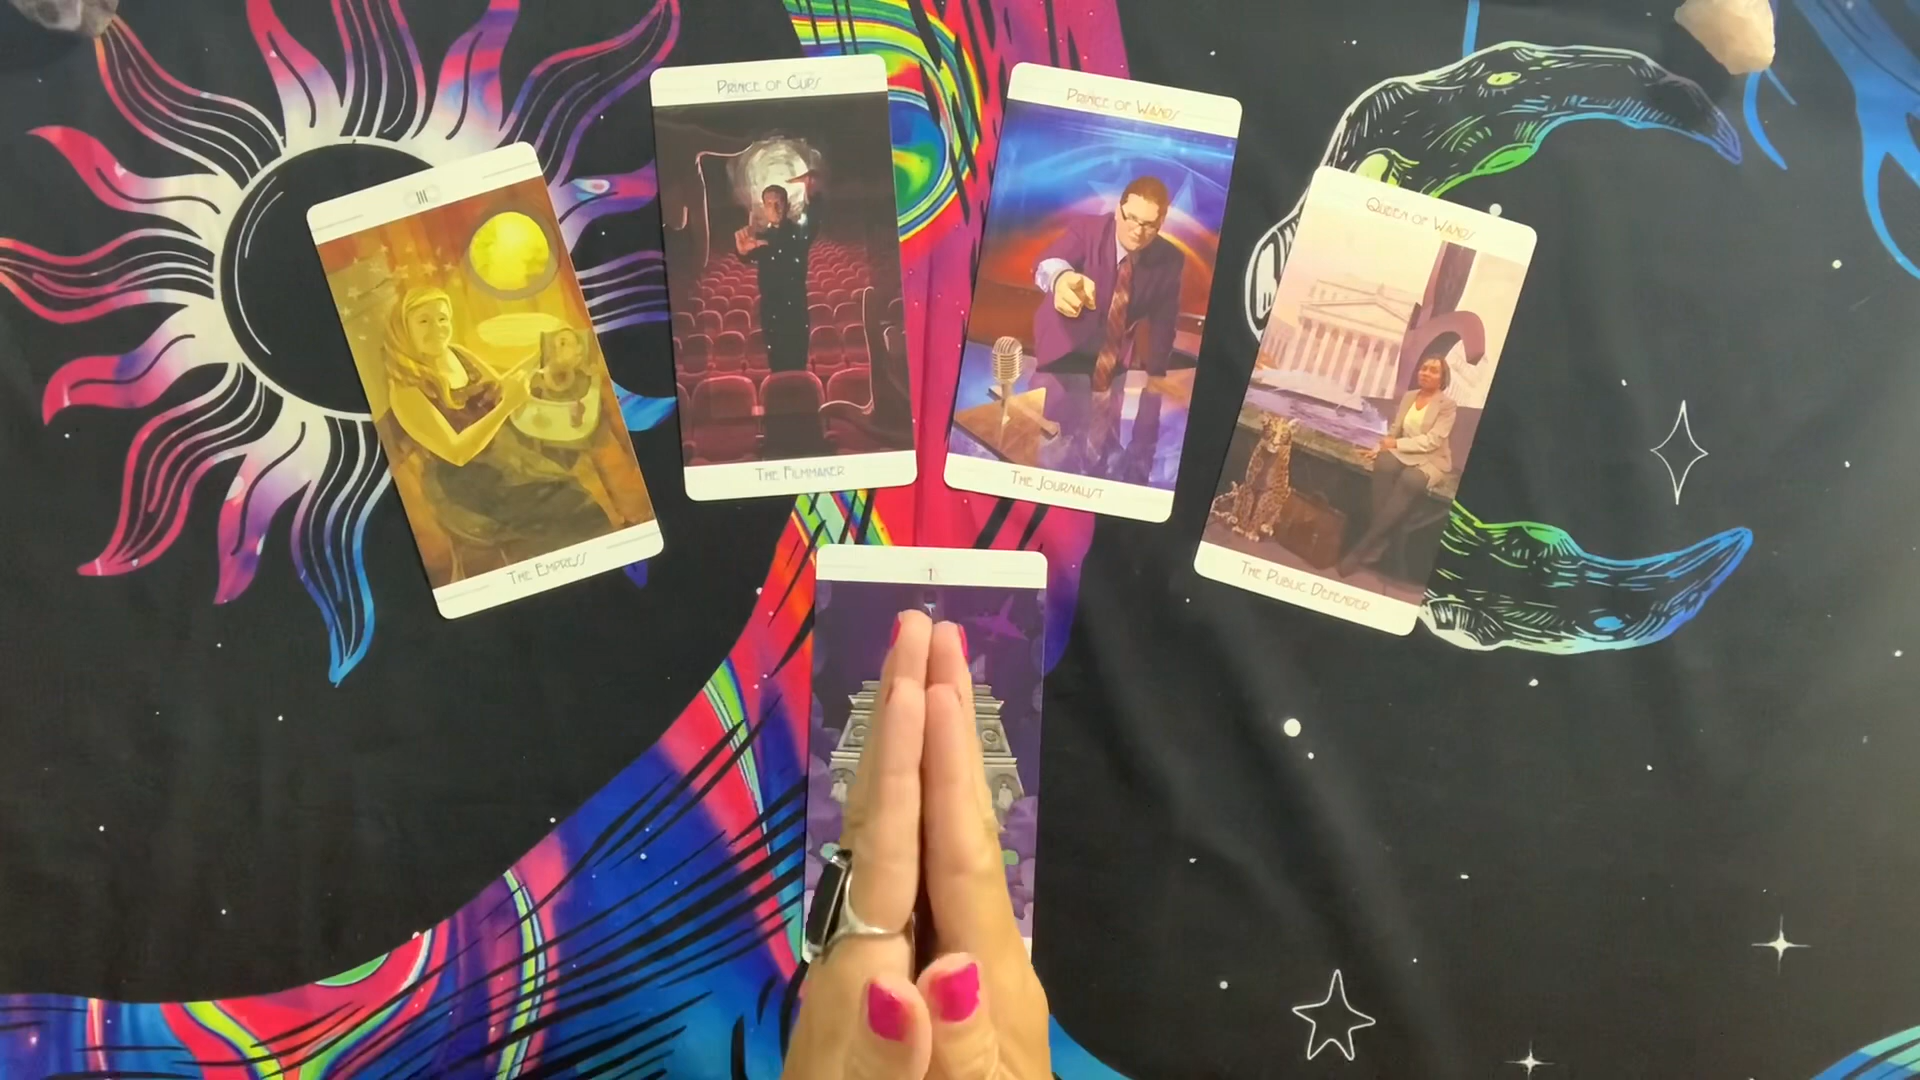 III
THE EMPRESS
PRINCE OF CUPS
THE FILMMAKER
PRINCE OF WANDS
THE JOURNALIST
QUEEN OF WANDS
THE PUBLIC DEFENDER
1